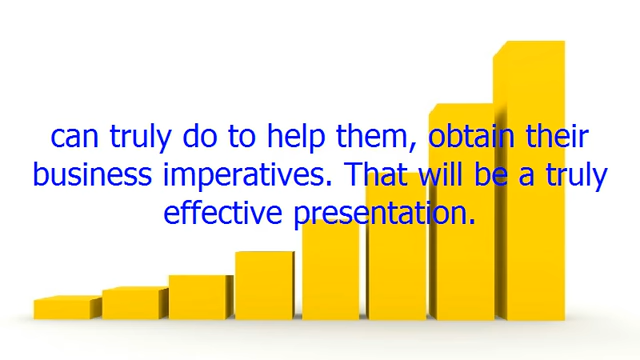 can truly do to help them, obtain their
business imperatives. That will be a truly
effective presentation.